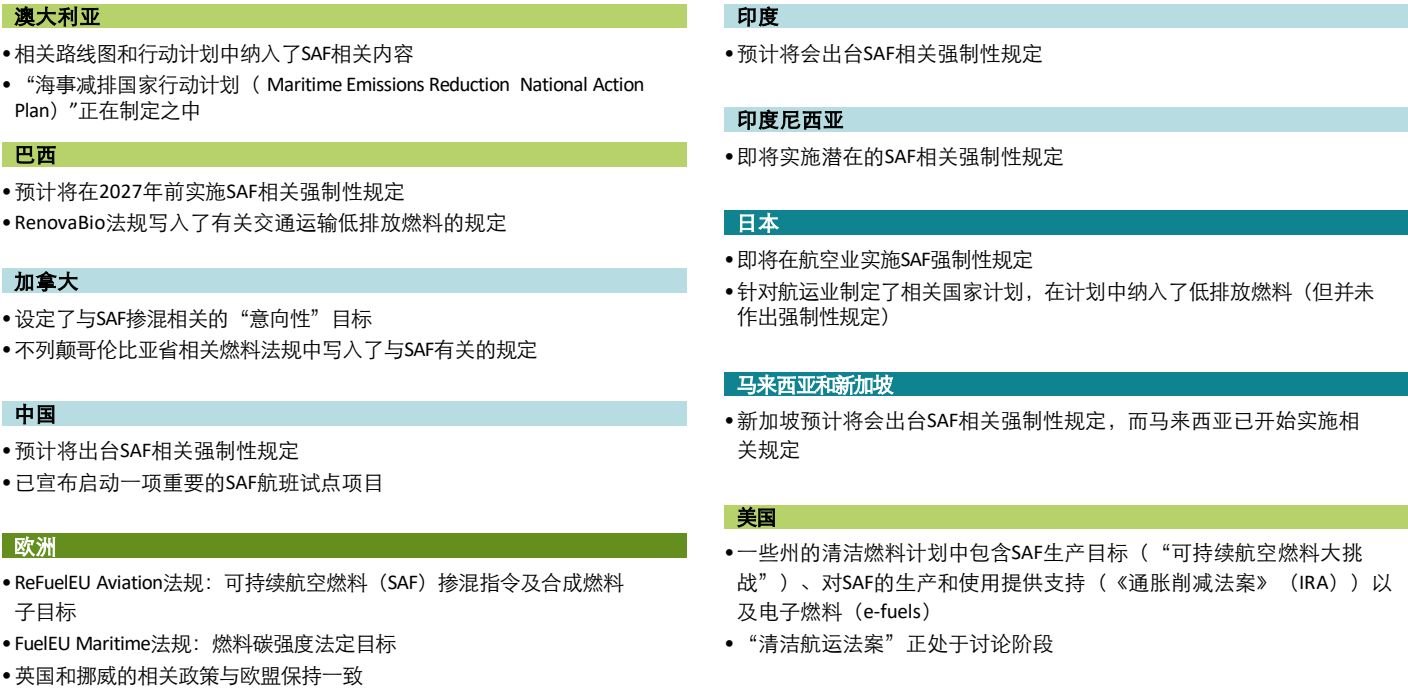 澳大利亚
•相关路线图和行动计划中纳入了SAF相关内容
•“海事减排国家行动计划（ Maritime Emissions Reduction National Action
Plan）”正在制定之中
巴西
•预计将在2027年前实施SAF相关强制性规定
•RenovaBio法规写入了有关交通运输低排放燃料的规定
加拿大
•设定了与SAF掺混相关的“意向性”目标
•不列颠哥伦比亚省相关燃料法规中写入了与SAF有关的规定
中国
•预计将出台SAF相关强制性规定
•已宣布启动一项重要的SAF航班试点项目
欧洲
•ReFuelEU Aviation法规：可持续航空燃料（SAF）掺混指令及合成燃料
子目标
•FuelEU Maritime法规：燃料碳强度法定目标
•英国和挪威的相关政策与欧盟保持一致
印度
•预计将会出台SAF相关强制性规定
印度尼西亚
•即将实施潜在的SAF相关强制性规定
日本
•即将在航空业实施SAF强制性规定
•针对航运业制定了相关国家计划，在计划中纳入了低排放燃料（但并未
作出强制性规定）
马来西亚和新加坡
•新加坡预计将会出台SAF相关强制性规定，而马来西亚已开始实施相
关规定
美国
•一些州的清洁燃料计划中包含SAF生产目标（“可持续航空燃料大挑
战”）、对SAF的生产和使用提供支持（《通胀削减法案》（IRA））以
及电子燃料（e-fuels）
•“清洁航运法案”正处于讨论阶段